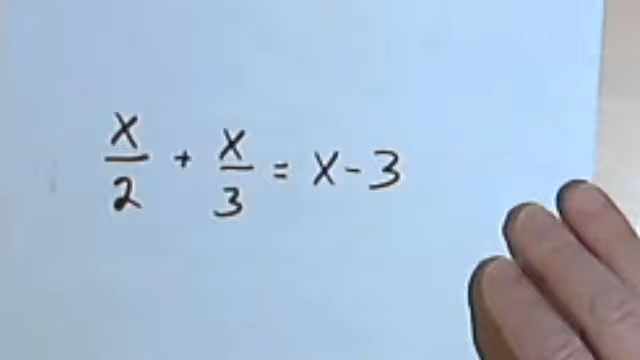 x/2 + x/3 = x - 3